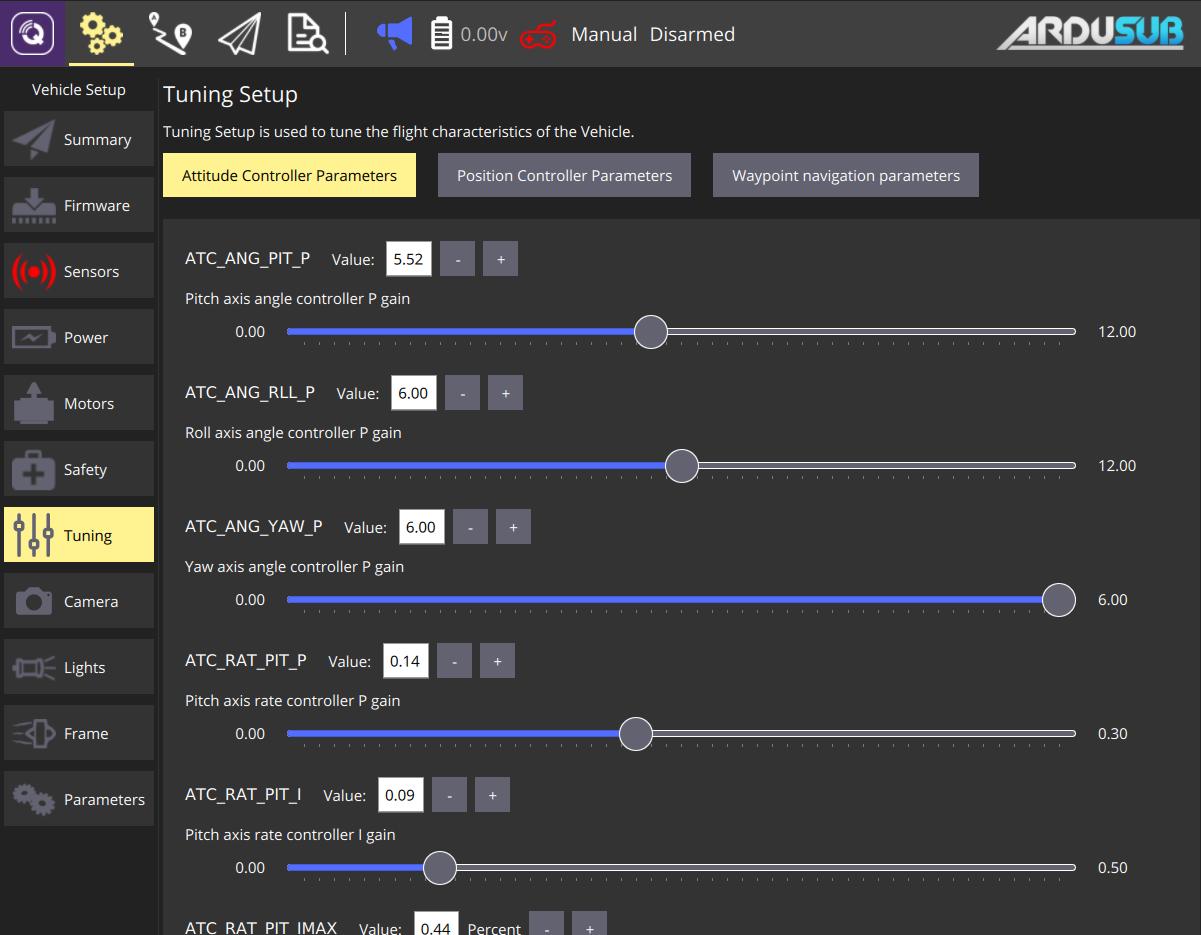 0.00v Manual Disarmed ARDUSUB
Vehicle Setup
Summary
Firmware
Sensors
Power
Motors
Safety
Tuning
Camera
Lights
Frame
Parameters
Tuning Setup
Tuning Setup is used to tune the flight characteristics of the Vehicle.
Attitude Controller Parameters Position Controller Parameters Waypoint navigation parameters
ATC_ANG_PIT_P Value: 5.52 - +
Pitch axis angle controller P gain
0.00 12.00
ATC_ANG_RLL_P Value: 6.00 - +
Roll axis angle controller P gain
0.00 12.00
ATC_ANG_YAW_P Value: 6.00 - +
Yaw axis angle controller P gain
0.00 6.00
ATC_RAT_PIT_P Value: 0.14 - +
Pitch axis rate controller P gain
0.00 0.30
ATC_RAT_PIT_I Value: 0.09 - +
Pitch axis rate controller I gain
0.00 0.50
ATC_RAT_PIT_IMAX Value: 0.44 Percent - +